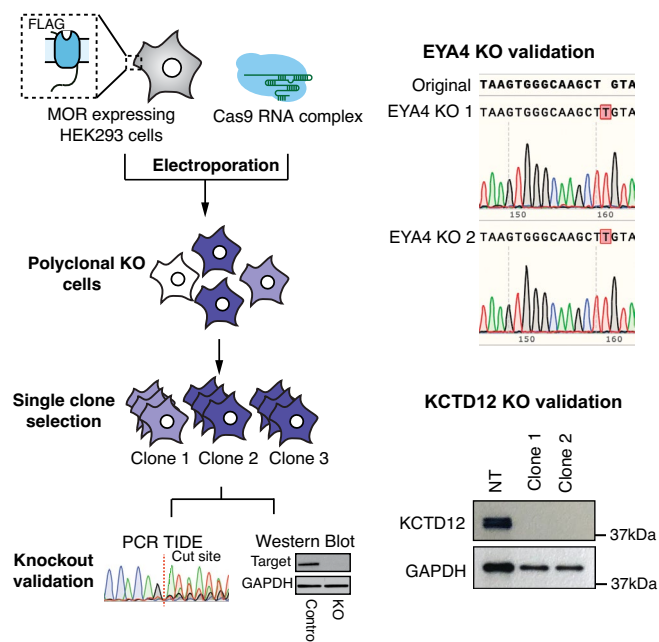 FLAG
MOR expressing
HEK293 cells
Cas9 RNA complex
Electroporation
Polyclonal KO
cells
Single clone
selection
Clone 1 Clone 2 Clone 3
Knockout
validation
PCR TIDE
Cut site
Western Blot
Target
GAPDH
Contro
KO
EYA4 KO validation
Original TAAGTGGGCAAGCT GTA
EYA4 KO 1 TAAGTGGGCAAGCTTGTA
150 160
EYA4 KO 2 TAAGTGGGCAAGCTTGTA
150 160
KCTD12 KO validation
NT
Clone 1
Clone 2
KCTD12
37kDa
GAPDH
37kDa